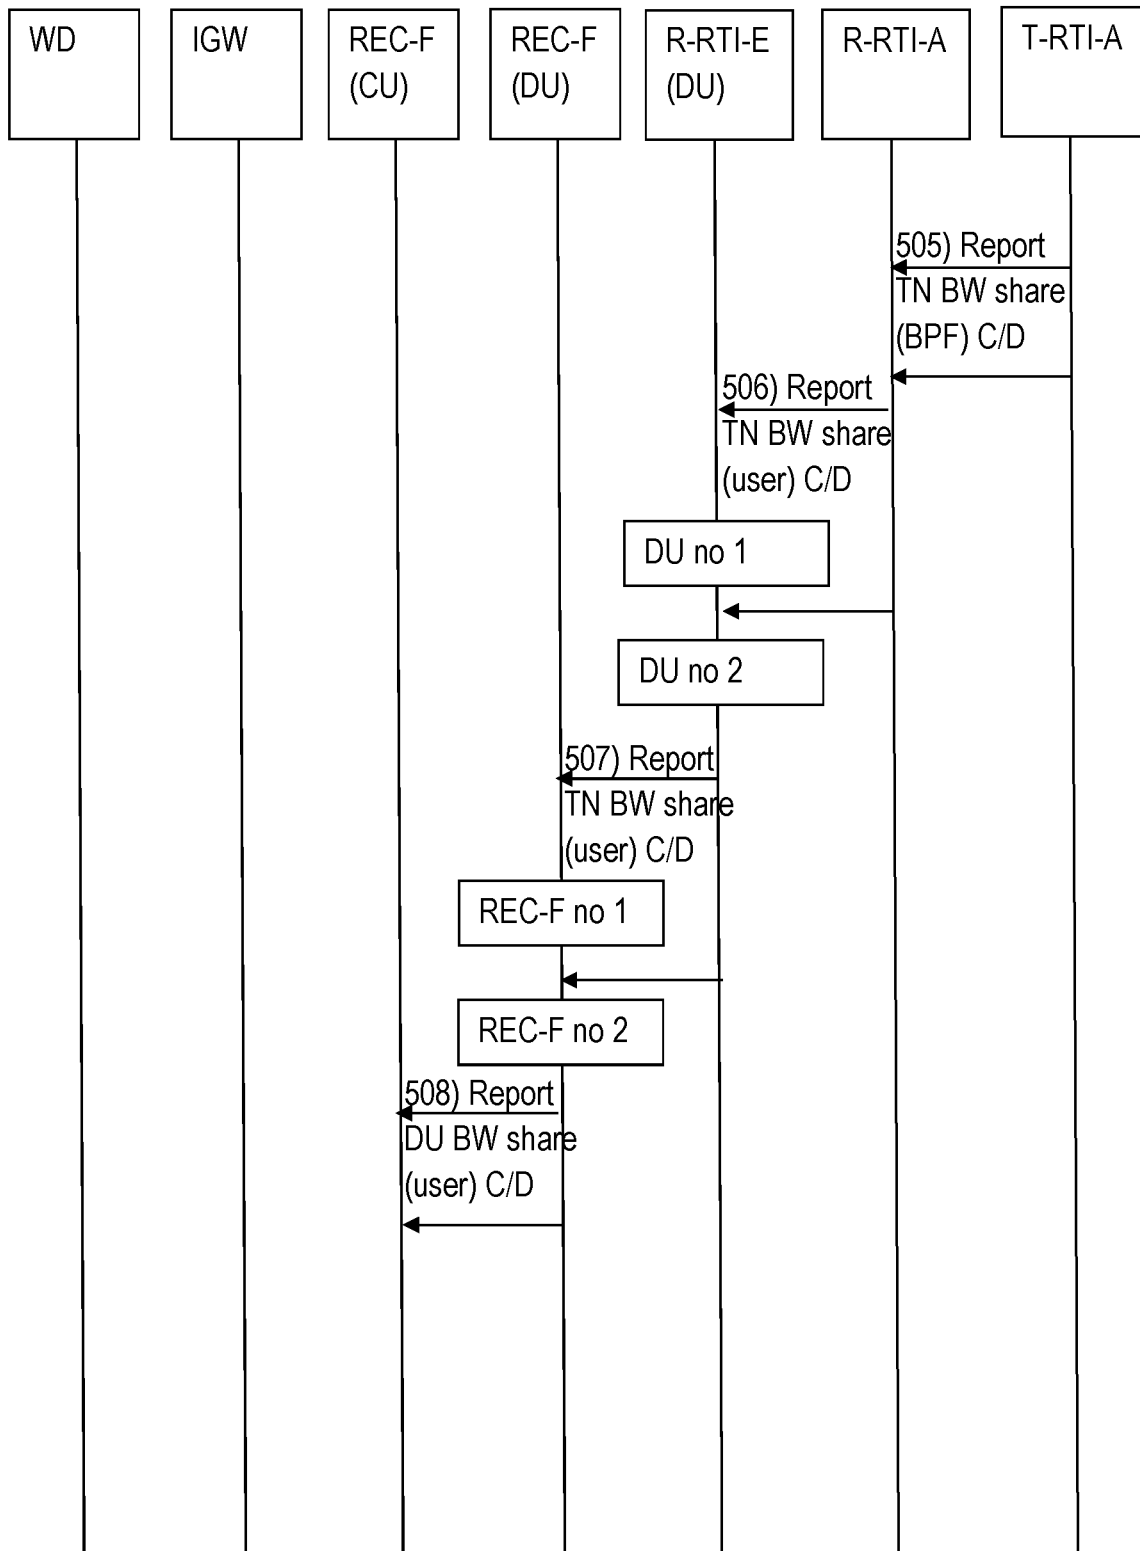 WD
IGW
REC-F
(CU)
REC-F
(DU)
R-RTI-E
(DU)
R-RTI-A
T-RTI-A
505) Report
TN BW share
(BPF) C/D
506) Report
TN BW share
(user) C/D
DU no 1
DU no 2
507) Report
TN BW share
(user) C/D
REC-F no 1
REC-F no 2
508) Report
DU BW share
(user) C/D